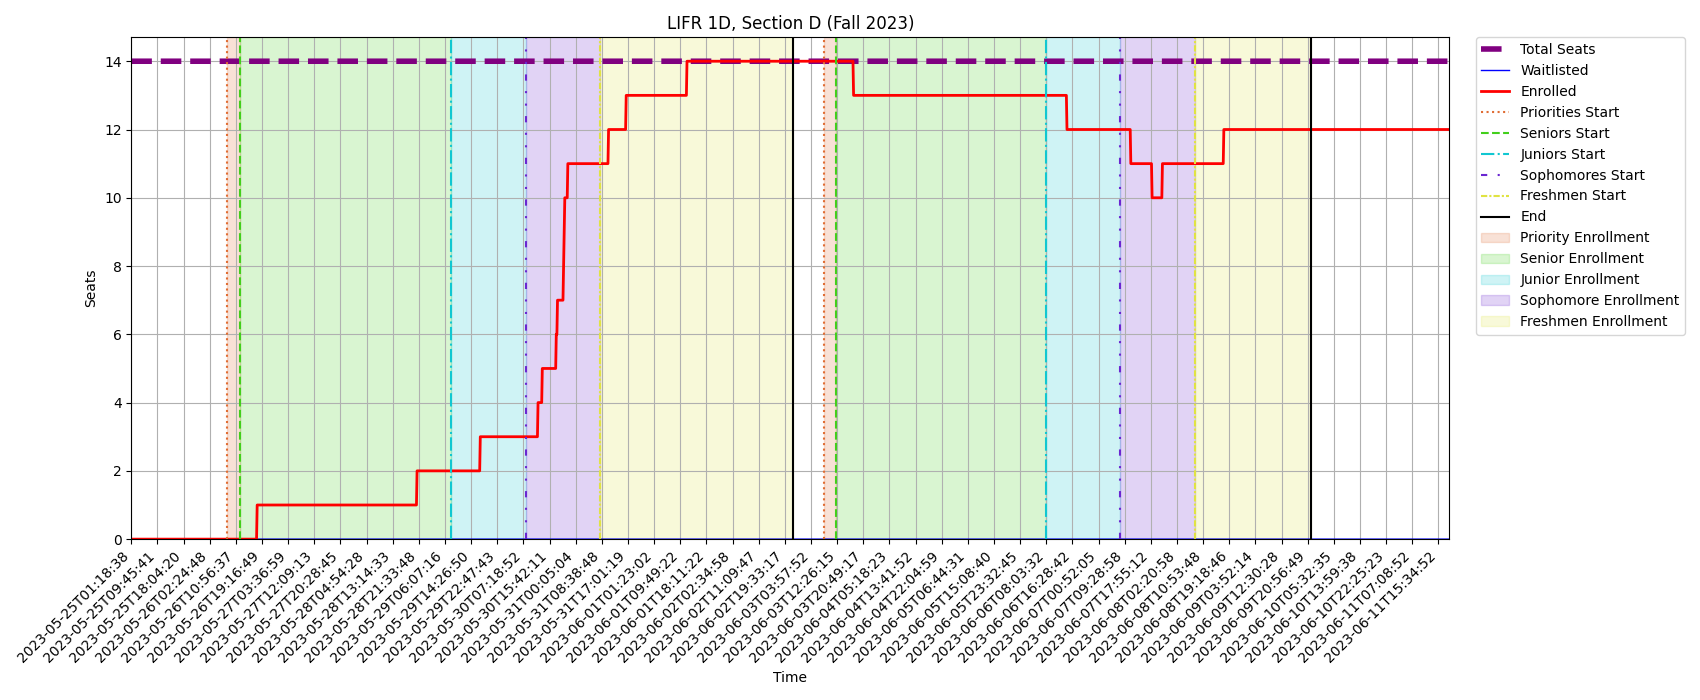 LIFR 1D, Section D (Fall 2023)
Seats
14
12
10
8
6
4
2
0
2023-05-25T01:18:38
2023-05-25T09:45:41
2023-05-25T18:04:20
2023-05-26T02:24:48
2023-05-26T10:56:37
2023-05-26T19:16:49
2023-05-27T03:36:59
2023-05-27T12:09:13
2023-05-27T20:28:45
2023-05-28T04:54:28
2023-05-28T13:14:33
2023-05-28T21:33:48
2023-05-29T06:07:16
2023-05-29T14:26:50
2023-05-29T22:47:43
2023-05-30T07:18:52
2023-05-30T15:42:11
2023-05-31T00:05:04
2023-05-31T08:38:48
2023-05-31T17:01:19
2023-06-01T01:23:02
2023-06-01T09:49:22
2023-06-01T18:11:22
2023-06-02T02:34:58
2023-06-02T11:09:47
2023-06-02T19:33:17
2023-06-03T03:57:52
2023-06-03T12:26:15
2023-06-03T20:49:17
2023-06-04T05:18:23
2023-06-04T13:41:52
2023-06-04T22:04:59
2023-06-05T06:44:31
2023-06-05T15:08:40
2023-06-05T23:32:45
2023-06-06T08:03:32
2023-06-06T16:28:42
2023-06-07T00:52:05
2023-06-07T09:28:58
2023-06-07T17:55:12
2023-06-08T02:20:58
2023-06-08T10:53:48
2023-06-08T19:18:46
2023-06-09T03:52:14
2023-06-09T12:30:28
2023-06-09T20:56:49
2023-06-10T05:32:35
2023-06-10T13:59:38
2023-06-10T22:25:23
2023-06-11T07:08:52
2023-06-11T15:34:52
Time
Total Seats
Waitlisted
Enrolled
Priorities Start
Seniors Start
Juniors Start
Sophomores Start
Freshmen Start
End
Priority Enrollment
Senior Enrollment
Junior Enrollment
Sophomore Enrollment
Freshmen Enrollment